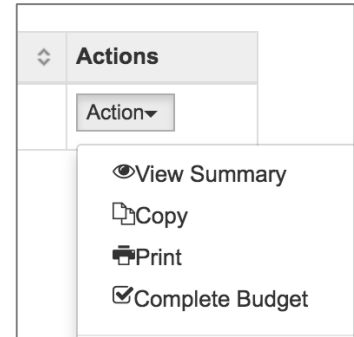 Actions
Action
View Summary
Copy
Print
Complete Budget